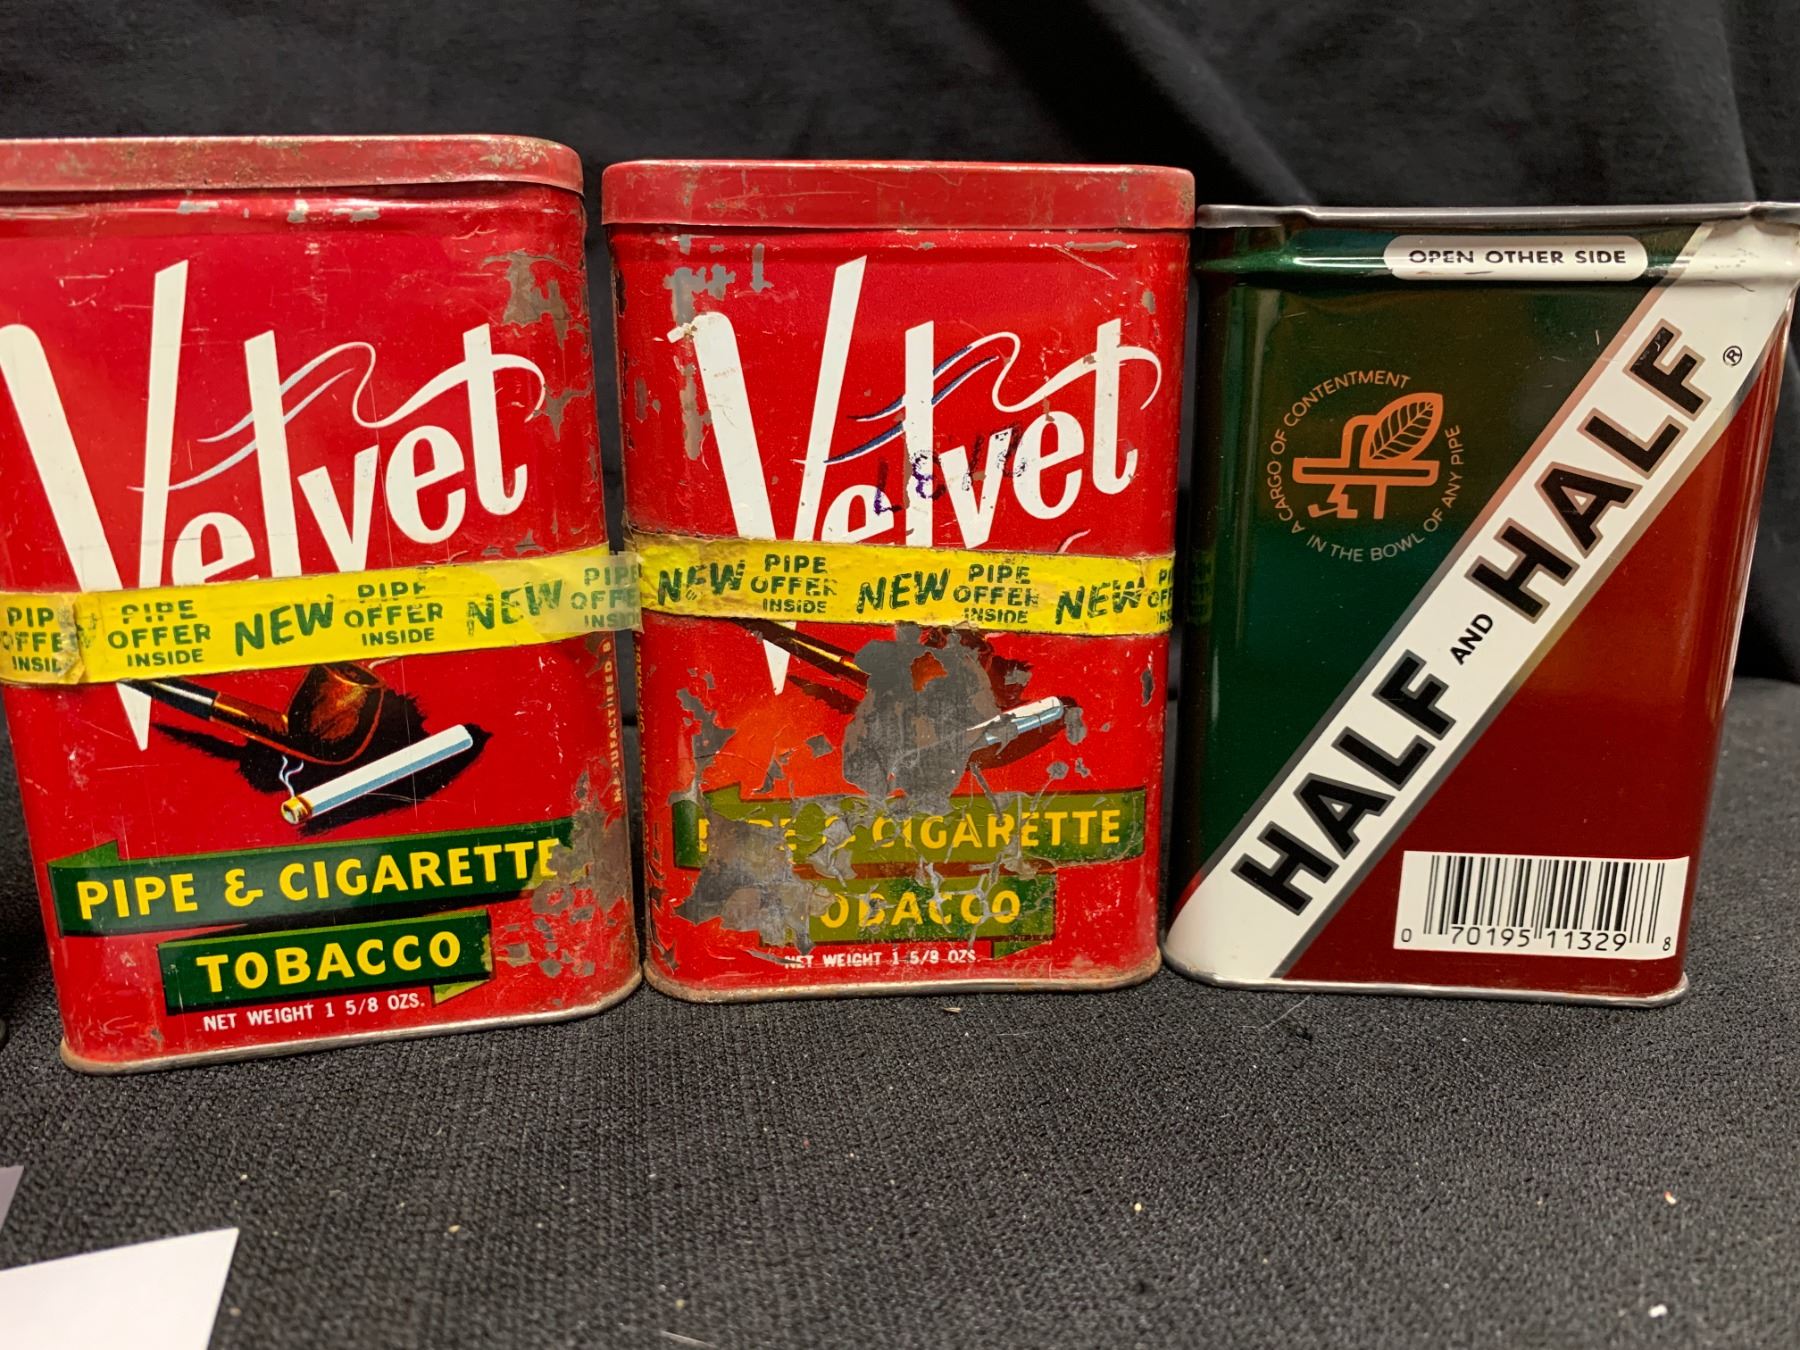 Velvet
PIPE OFFER INSIDE NEW PIPE OFFER INSIDE NEW
PIPE & CIGARETTE
TOBACCO
NET WEIGHT 1 5/8 OZS.
MANUFACTURED
Velvet
NEW PIPE OFFER INSIDE NEW PIPE OFFER INSIDE NEW
CIGARETTE
TOBACCO
NET WEIGHT 1 5/8 OZS.
OPEN OTHER SIDE
A CARGO OF CONTENTMENT
IN THE BOWL OF ANY PIPE
HALF AND HALF ®
0 70195 11329 8